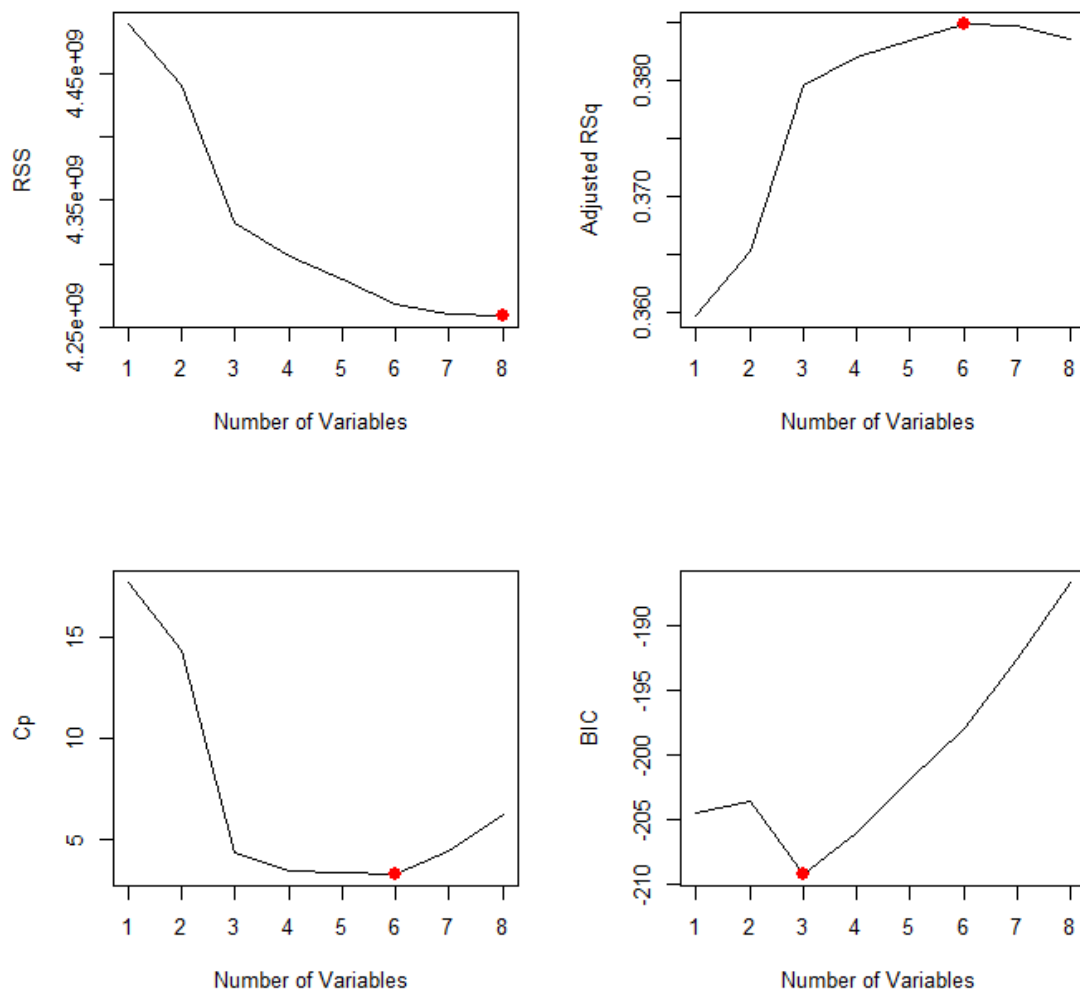 RSS
4.45e+09
4.35e+09
4.25e+09
1 2 3 4 5 6 7 8
Number of Variables
Adjusted RSq
0.380
0.370
0.360
1 2 3 4 5 6 7 8
Number of Variables
Cp
15
10
5
1 2 3 4 5 6 7 8
Number of Variables
BIC
-190
-195
-200
-205
-210
1 2 3 4 5 6 7 8
Number of Variables